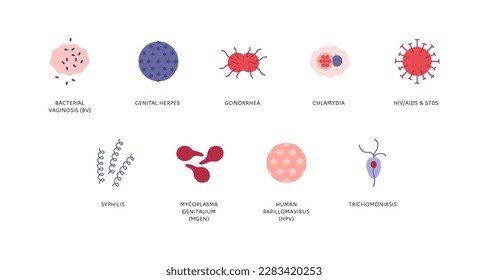 BACTERIAL
VAGINOSIS (BV)
GENITAL HERPES
GONORRHEA
CHLAMYDIA
HIV/AIDS & STDS
SYPHILIS
MYCOPLASMA
GENITALIUM
(MGEN)
HUMAN
PAPILLOMAVIRUS
(HPV)
TRICHOMONIASIS
shutterstock.com · 2283420253